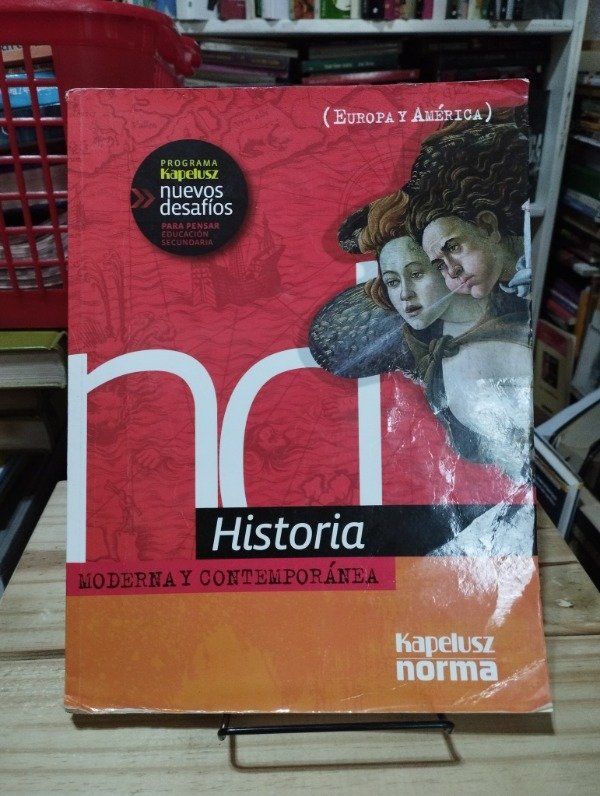 (Europa y América)
PROGRAMA
Kapelusz
nuevos
desafíos
PARA PENSAR
EDUCACIÓN
SECUNDARIA
nd
Historia
MODERNA Y CONTEMPORÁNEA
Kapelusz
norma